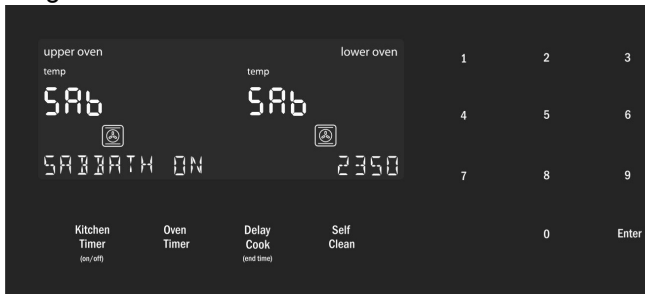 upper oven
lower oven
temp
temp
SAb
SAb
SABBATH ON
2350
Kitchen
Timer
(on/off)
Oven
Timer
Delay
Cook
(end time)
Self
Clean
1 2 3
4 5 6
7 8 9
0 Enter